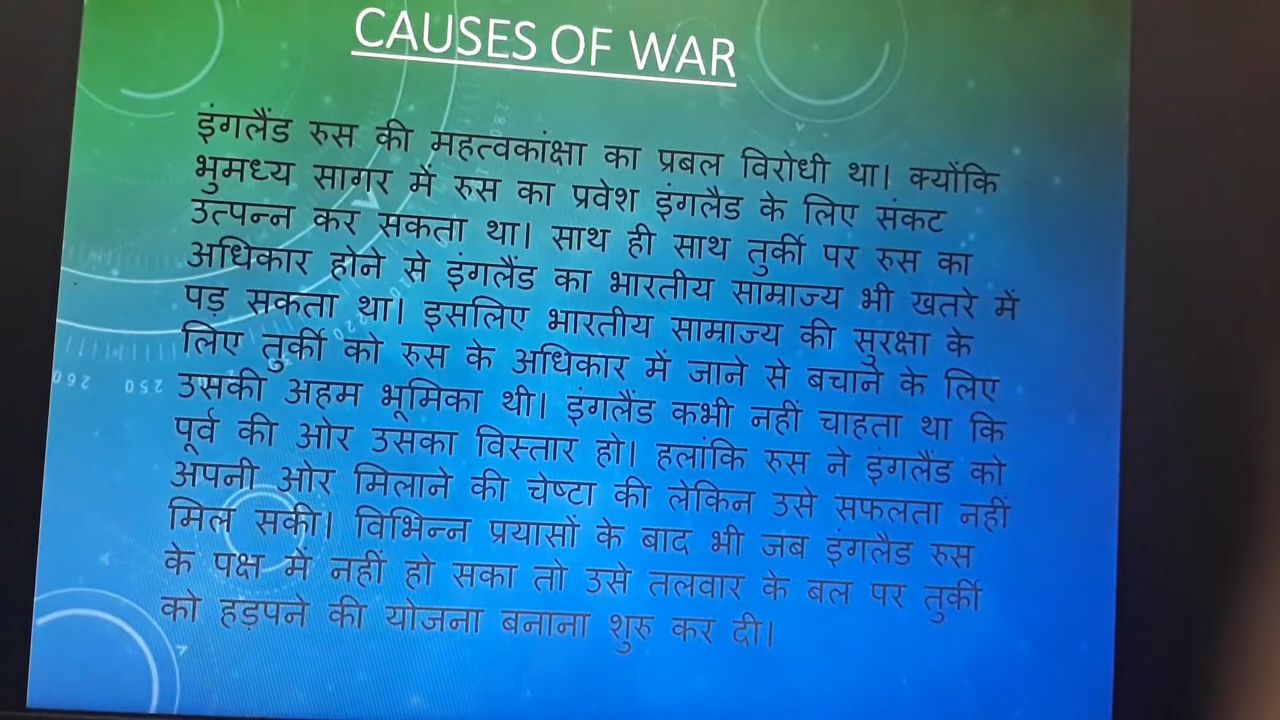 CAUSES OF WAR
इंगलैंड रुस की महत्वकांक्षा का प्रबल विरोधी था। क्योंकि
भुमध्य सागर में रुस का प्रवेश इंगलैड के लिए संकट
उत्पन्न कर सकता था। साथ ही साथ तुर्की पर रुस का
अधिकार होने से इंगलैंड का भारतीय साम्राज्य भी खतरे में
पड़ सकता था। इसलिए भारतीय साम्राज्य की सुरक्षा के
लिए तुर्की को रुस के अधिकार में जाने से बचाने के लिए
उसकी अहम भूमिका थी। इंगलैंड कभी नहीं चाहता था कि
पूर्व की ओर उसका विस्तार हो। हलांकि रुस ने इंगलैंड को
अपनी ओर मिलाने की चेष्टा की लेकिन उसे सफलता नहीं
मिल सकी। विभिन्न प्रयासों के बाद भी जब इंगलैड रुस
के पक्ष में नहीं हो सका तो उसे तलवार के बल पर तुर्की
को हड़पने की योजना बनाना शुरु कर दी।
260 250